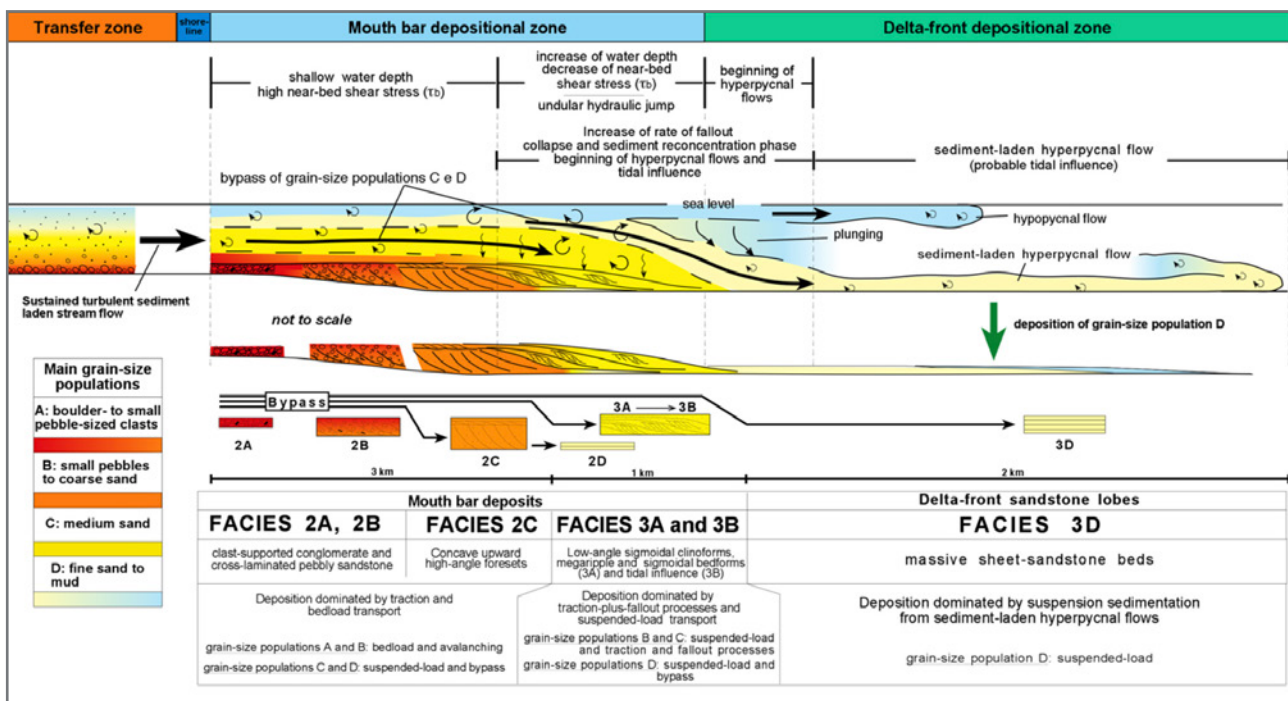 Transfer zone
shore-
line
Mouth bar depositional zone
Delta-front depositional zone
shallow water depth
high near-bed shear stress (τb)
increase of water depth
decrease of near-bed
shear stress (τb)
undular hydraulic jump
beginning of
hyperpycnal
flows
Increase of rate of fallout
collapse and sediment reconcentration phase
beginning of hyperpycnal flows and
tidal influence
sediment-laden hyperpycnal flow
(probable tidal influence)
bypass of grain-size populations C e D
sea level
hypopycnal flow
plunging
sediment-laden hyperpycnal flow
Sustained turbulent sediment
laden stream flow
not to scale
deposition of grain-size population D
Main grain-size
populations
A: boulder- to small
pebble-sized clasts
B: small pebbles
to coarse sand
C: medium sand
D: fine sand to
mud
Bypass
2A
2B
2C
2D
3A
3B
3D
3 km
1 km
2 km
Mouth bar deposits
Delta-front sandstone lobes
FACIES 2A, 2B
FACIES 2C
FACIES 3A and 3B
FACIES 3D
clast-supported conglomerate and
cross-laminated pebbly sandstone
Concave upward
high-angle foresets
Low-angle sigmoidal clinoforms,
megaripple and sigmoidal bedforms
(3A) and tidal influence (3B)
massive sheet-sandstone beds
Deposition dominated by traction and
bedload transport
grain-size populations A and B: bedload and avalanching
grain-size populations C and D: suspended-load and bypass
Deposition dominated by
traction-plus-fallout processes and
suspended-load transport
grain-size populations B and C: suspended-load
and traction and fallout processes
grain-size populations D: suspended-load and
bypass
Deposition dominated by suspension sedimentation
from sediment-laden hyperpycnal flows
grain-size population D: suspended-load